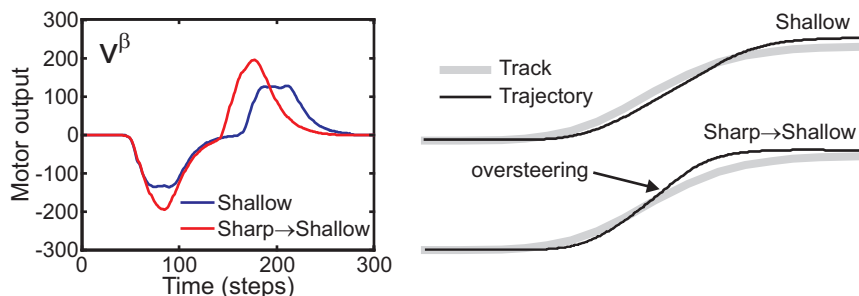 300
200
100
0
-100
-200
-300
Motor output
Vβ
Shallow
Sharp→Shallow
0
100
200
300
Time (steps)
Shallow
Track
Trajectory
Sharp→Shallow
oversteering